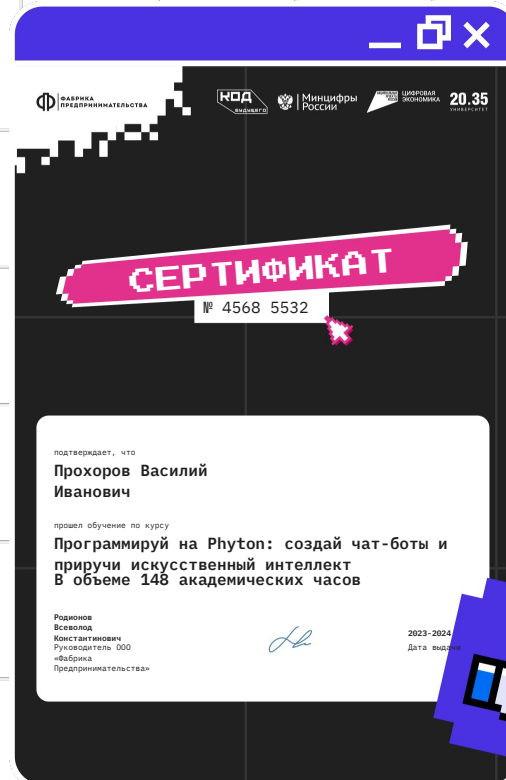 ФАБРИКА
ПРЕДПРИНИМАТЕЛЬСТВА
КОД
БУДУЩЕГО
Минцифры
России
ЦИФРОВАЯ
ЭКОНОМИКА
20.35
УНИВЕРСИТЕТ
СЕРТИФИКАТ
№ 4568 5532
подтверждает, что
Прохоров Василий
Иванович
прошел обучение по курсу
Программируй на Phyton: создай чат-боты и
приручи искусственный интеллект
В объеме 148 академических часов
Родионов
Всеволод
Константинович
Руководитель ООО
«Фабрика
Предпринимательства»
2023-2024
Дата выдачи